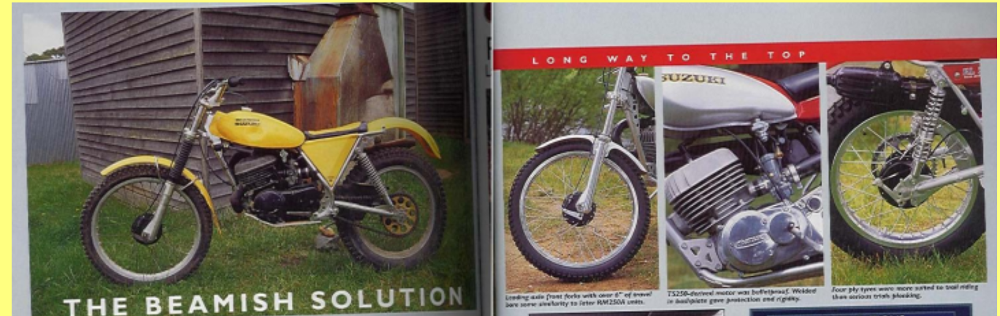 THE BEAMISH SOLUTION
LONG WAY TO THE TOP
SUZUKI
Leading axle front forks with over 6" of travel
bore some similarity to later RM250A units.
TS250-derived motor was bulletproof. Welded
in bashplate gave protection and rigidity.
Four ply tyres were more suited to trail riding
than serious trials plonking.